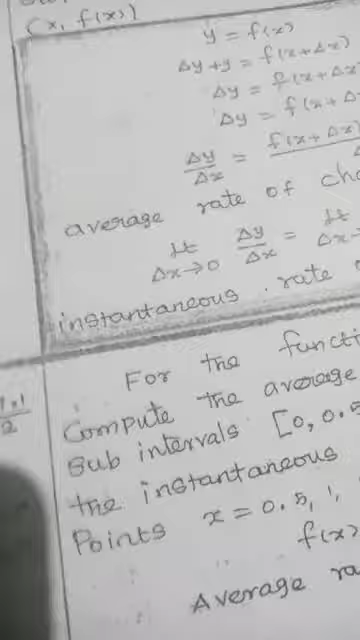 (x, f(x))
y = f(x)
Δy + y = f(x + Δx)
Δy = f(x + Δx
Δy = f(x + Δ
Δy/Δx = f(x + Δx)
average rate of cha
lt Δx→0 Δy/Δx = lt Δx→
instantaneous rate
For the functi
Compute the average
sub intervals [0, 0.5
the instantaneous
Points x = 0.5, 1,
f(x)
Average ra